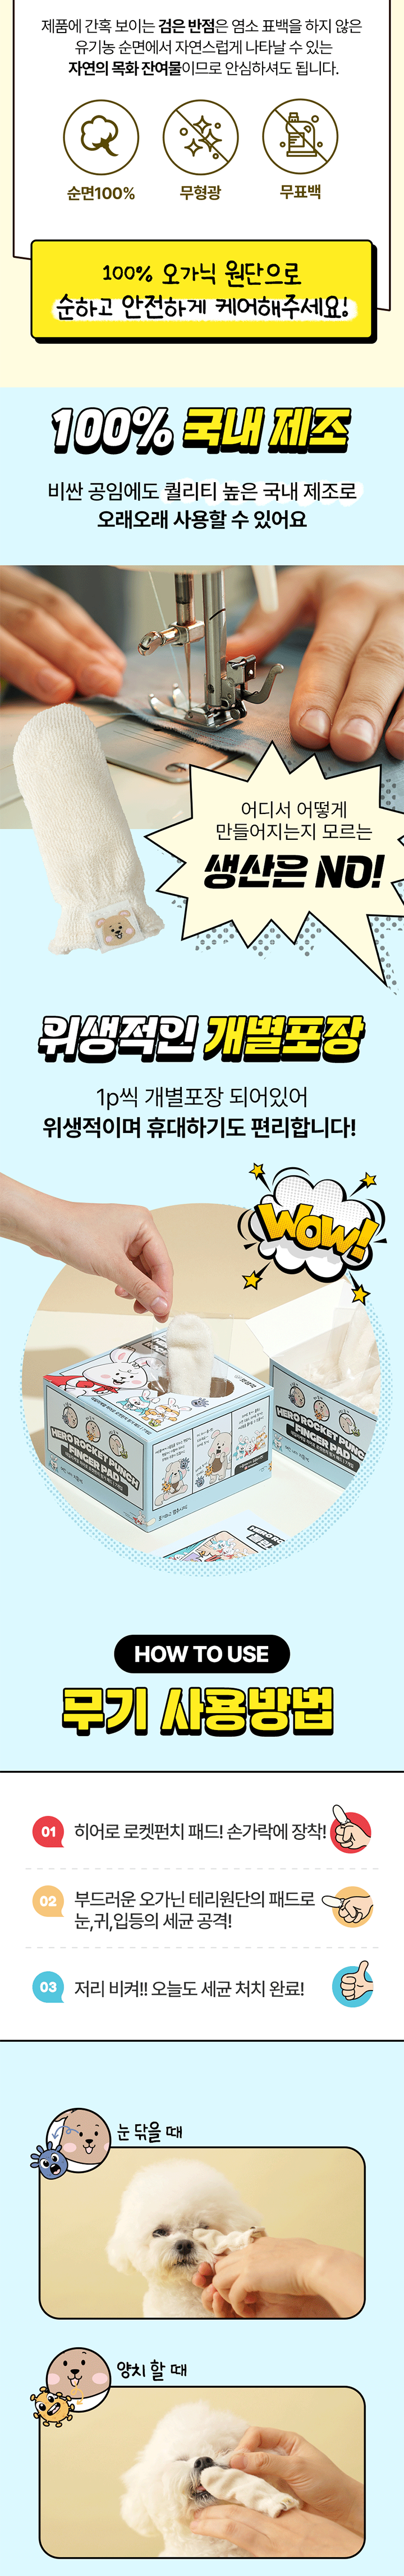 제품에 간혹 보이는 검은 반점은 염소 표백을 하지 않은
유기농 순면에서 자연스럽게 나타날 수 있는
자연의 목화 잔여물이므로 안심하셔도 됩니다.
순면100%
무형광
무표백
100% 오가닉 원단으로
순하고 안전하게 케어해주세요!
100% 국내 제조
비싼 공임에도 퀄리티 높은 국내 제조로
오래오래 사용할 수 있어요
어디서 어떻게
만들어지는지 모르는
생산은 NO!
위생적인 개별포장
1p씩 개별포장 되어있어
위생적이며 휴대하기도 편리합니다!
WOW!
HERO ROCKET PUNCH
FINGER PAD
HERO ROCKET PUNCH
FINGER PAD
HOW TO USE
무기 사용방법
01
히어로 로켓펀치 패드! 손가락에 장착!
02
부드러운 오가닌 테리원단의 패드로
눈,귀,입등의 세균 공격!
03
저리 비켜!! 오늘도 세균 처치 완료!
눈 닦을 때
양치 할 때